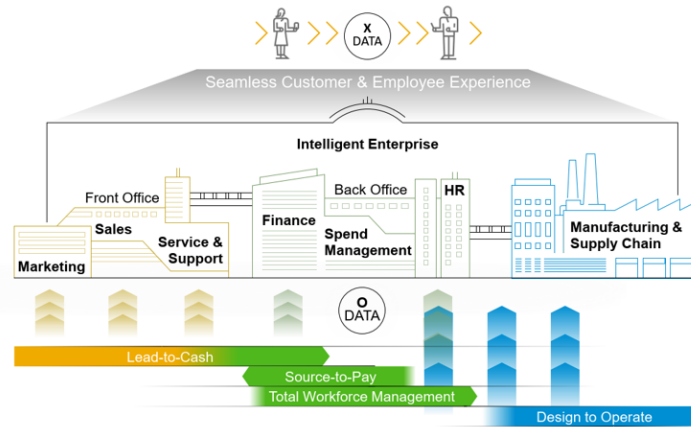 X
DATA
Seamless Customer & Employee Experience
Intelligent Enterprise
Front Office
Back Office
HR
Sales
Finance
Manufacturing &
Supply Chain
Service &
Support
Spend
Management
Marketing
O
DATA
Lead-to-Cash
Source-to-Pay
Total Workforce Management
Design to Operate